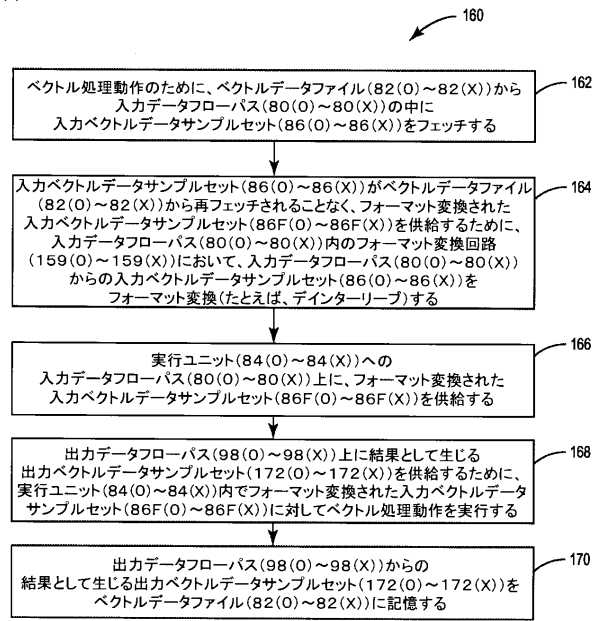 160
ベクトル処理動作のために、ベクトルデータファイル(82(0)~82(X))から
入力データフローパス(80(0)~80(X))の中に
入力ベクトルデータサンプルセット(86(0)~86(X))をフェッチする
162
入力ベクトルデータサンプルセット(86(0)~86(X))がベクトルデータファイル
(82(0)~82(X))から再フェッチされることなく、フォーマット変換された
入力ベクトルデータサンプルセット(86F(0)~86F(X))を供給するために、
入力データフローパス(80(0)~80(X))内のフォーマット変換回路
(159(0)~159(X))において、入力データフローパス(80(0)~80(X))
からの入力ベクトルデータサンプルセット(86(0)~86(X))を
フォーマット変換(たとえば、デインターリーブ)する
164
実行ユニット(84(0)~84(X))への
入力データフローパス(80(0)~80(X))上に、フォーマット変換された
入力ベクトルデータサンプルセット(86F(0)~86F(X))を供給する
166
出力データフローパス(98(0)~98(X))上に結果として生じる
出力ベクトルデータサンプルセット(172(0)~172(X))を供給するために、
実行ユニット(84(0)~84(X))内でフォーマット変換された入力ベクトルデータ
サンプルセット(86F(0)~86F(X))に対してベクトル処理動作を実行する
168
出力データフローパス(98(0)~98(X))からの
結果として生じる出力ベクトルデータサンプルセット(172(0)~172(X))を
ベクトルデータファイル(82(0)~82(X))に記憶する
170